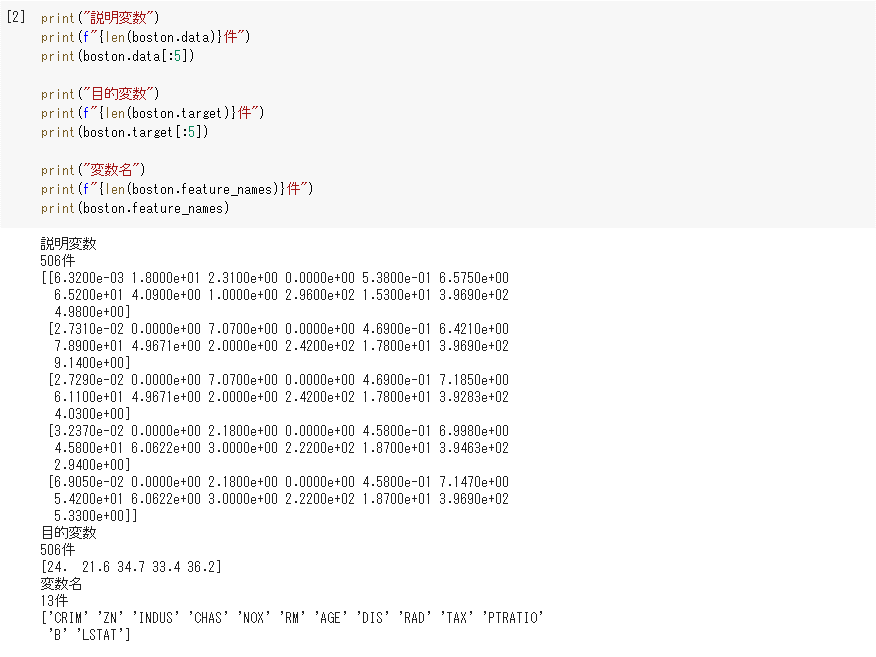 [2] print("説明変数")
print(f"{len(boston.data)}件")
print(boston.data[:5])
print("目的変数")
print(f"{len(boston.target)}件")
print(boston.target[:5])
print("変数名")
print(f"{len(boston.feature_names)}件")
print(boston.feature_names)
説明変数
506件
[[6.3200e-03 1.8000e+01 2.3100e+00 0.0000e+00 5.3800e-01 6.5750e+00
6.5200e+01 4.0900e+00 1.0000e+00 2.9600e+02 1.5300e+01 3.9690e+02
4.9800e+00]
[2.7310e-02 0.0000e+00 7.0700e+00 0.0000e+00 4.6900e-01 6.4210e+00
7.8900e+01 4.9671e+00 2.0000e+00 2.4200e+02 1.7800e+01 3.9690e+02
9.1400e+00]
[2.7290e-02 0.0000e+00 7.0700e+00 0.0000e+00 4.6900e-01 7.1850e+00
6.1100e+01 4.9671e+00 2.0000e+00 2.4200e+02 1.7800e+01 3.9283e+02
4.0300e+00]
[3.2370e-02 0.0000e+00 2.1800e+00 0.0000e+00 4.5800e-01 6.9980e+00
4.5800e+01 6.0622e+00 3.0000e+00 2.2200e+02 1.8700e+01 3.9463e+02
2.9400e+00]
[6.9050e-02 0.0000e+00 2.1800e+00 0.0000e+00 4.5800e-01 7.1470e+00
5.4200e+01 6.0622e+00 3.0000e+00 2.2200e+02 1.8700e+01 3.9690e+02
5.3300e+00]]
目的変数
506件
[24.  21.6 34.7 33.4 36.2]
変数名
13件
['CRIM' 'ZN' 'INDUS' 'CHAS' 'NOX' 'RM' 'AGE' 'DIS' 'RAD' 'TAX' 'PTRATIO'
'B' 'LSTAT']